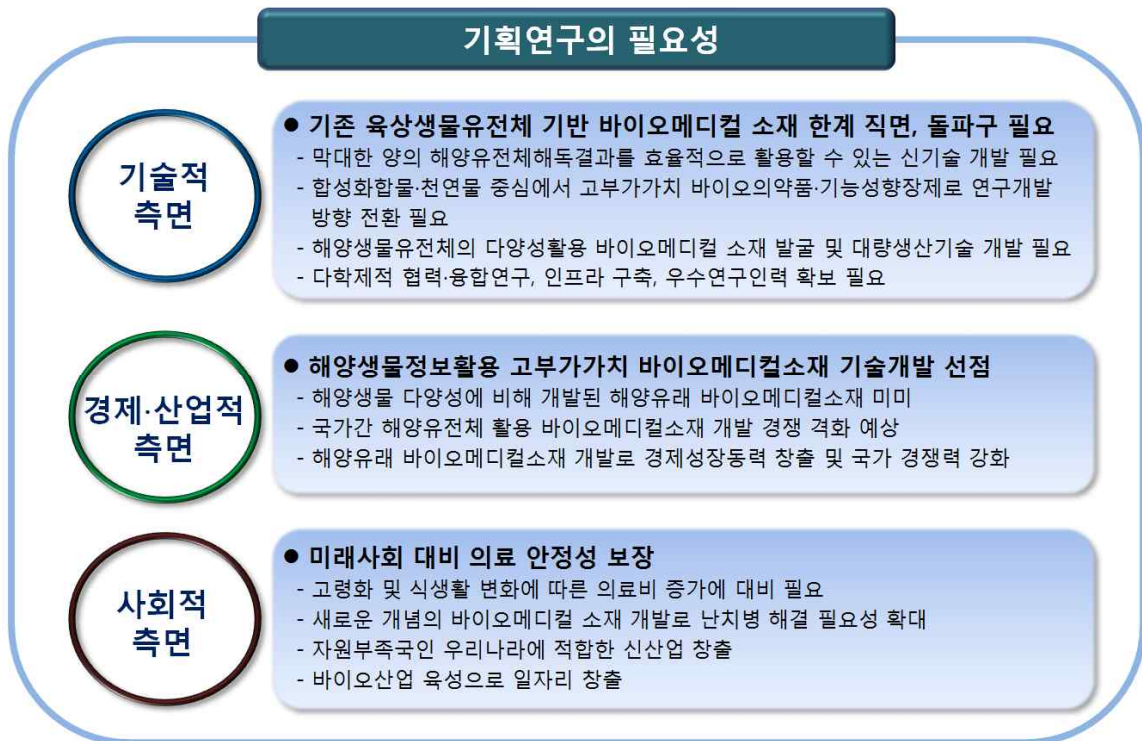 기획연구의 필요성
기술적
측면
● 기존 육상생물유전체 기반 바이오메디컬 소재 한계 직면, 돌파구 필요
- 막대한 양의 해양유전체해독결과를 효율적으로 활용할 수 있는 신기술 개발 필요
- 합성화합물·천연물 중심에서 고부가가치 바이오의약품·기능성향장제로 연구개발
방향 전환 필요
- 해양생물유전체의 다양성활용 바이오메디컬 소재 발굴 및 대량생산기술 개발 필요
- 다학제적 협력·융합연구, 인프라 구축, 우수연구인력 확보 필요
경제·산업적
측면
● 해양생물정보활용 고부가가치 바이오메디컬소재 기술개발 선점
- 해양생물 다양성에 비해 개발된 해양유래 바이오메디컬소재 미미
- 국가간 해양유전체 활용 바이오메디컬소재 개발 경쟁 격화 예상
- 해양유래 바이오메디컬소재 개발로 경제성장동력 창출 및 국가 경쟁력 강화
사회적
측면
● 미래사회 대비 의료 안정성 보장
- 고령화 및 식생활 변화에 따른 의료비 증가에 대비 필요
- 새로운 개념의 바이오메디컬 소재 개발로 난치병 해결 필요성 확대
- 자원부족국인 우리나라에 적합한 신산업 창출
- 바이오산업 육성으로 일자리 창출